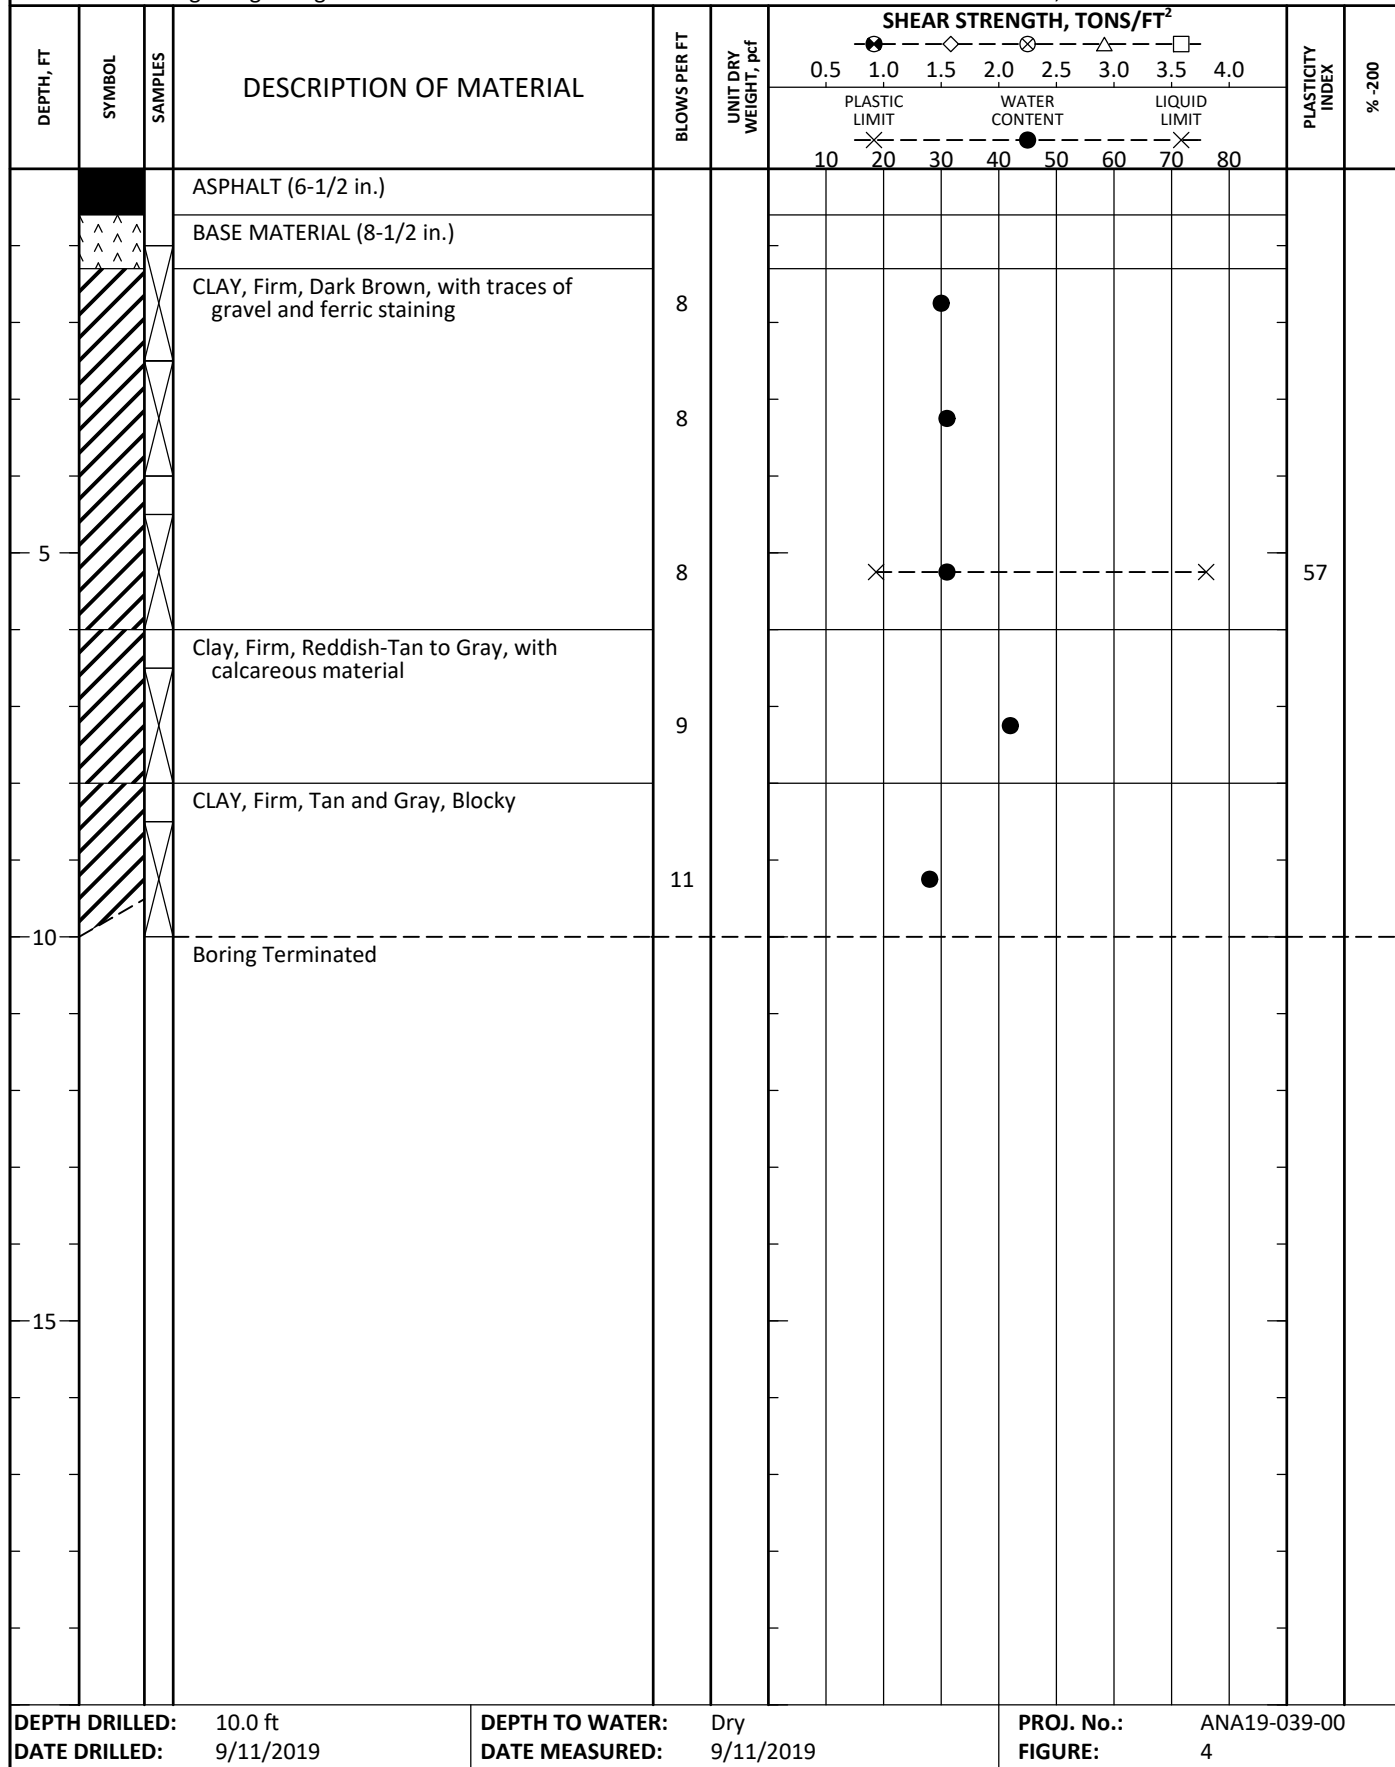 SHEAR STRENGTH, TONS/FT²
DEPTH, FT
SYMBOL
SAMPLES
DESCRIPTION OF MATERIAL
BLOWS PER FT
UNIT DRY
WEIGHT, pcf
0.5 1.0 1.5 2.0 2.5 3.0 3.5 4.0
PLASTIC
LIMIT
WATER
CONTENT
LIQUID
LIMIT
10 20 30 40 50 60 70 80
PLASTICITY
INDEX
% -200
ASPHALT (6-1/2 in.)
BASE MATERIAL (8-1/2 in.)
CLAY, Firm, Dark Brown, with traces of
gravel and ferric staining
8
8
5
8
57
Clay, Firm, Reddish-Tan to Gray, with
calcareous material
9
CLAY, Firm, Tan and Gray, Blocky
11
10
Boring Terminated
15
DEPTH DRILLED: 10.0 ft
DATE DRILLED: 9/11/2019
DEPTH TO WATER: Dry
DATE MEASURED: 9/11/2019
PROJ. No.: ANA19-039-00
FIGURE: 4